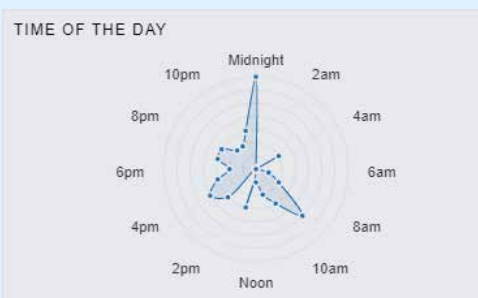 TIME OF THE DAY
Midnight
10pm
2am
8pm
4am
6pm
6am
4pm
8am
2pm
10am
Noon